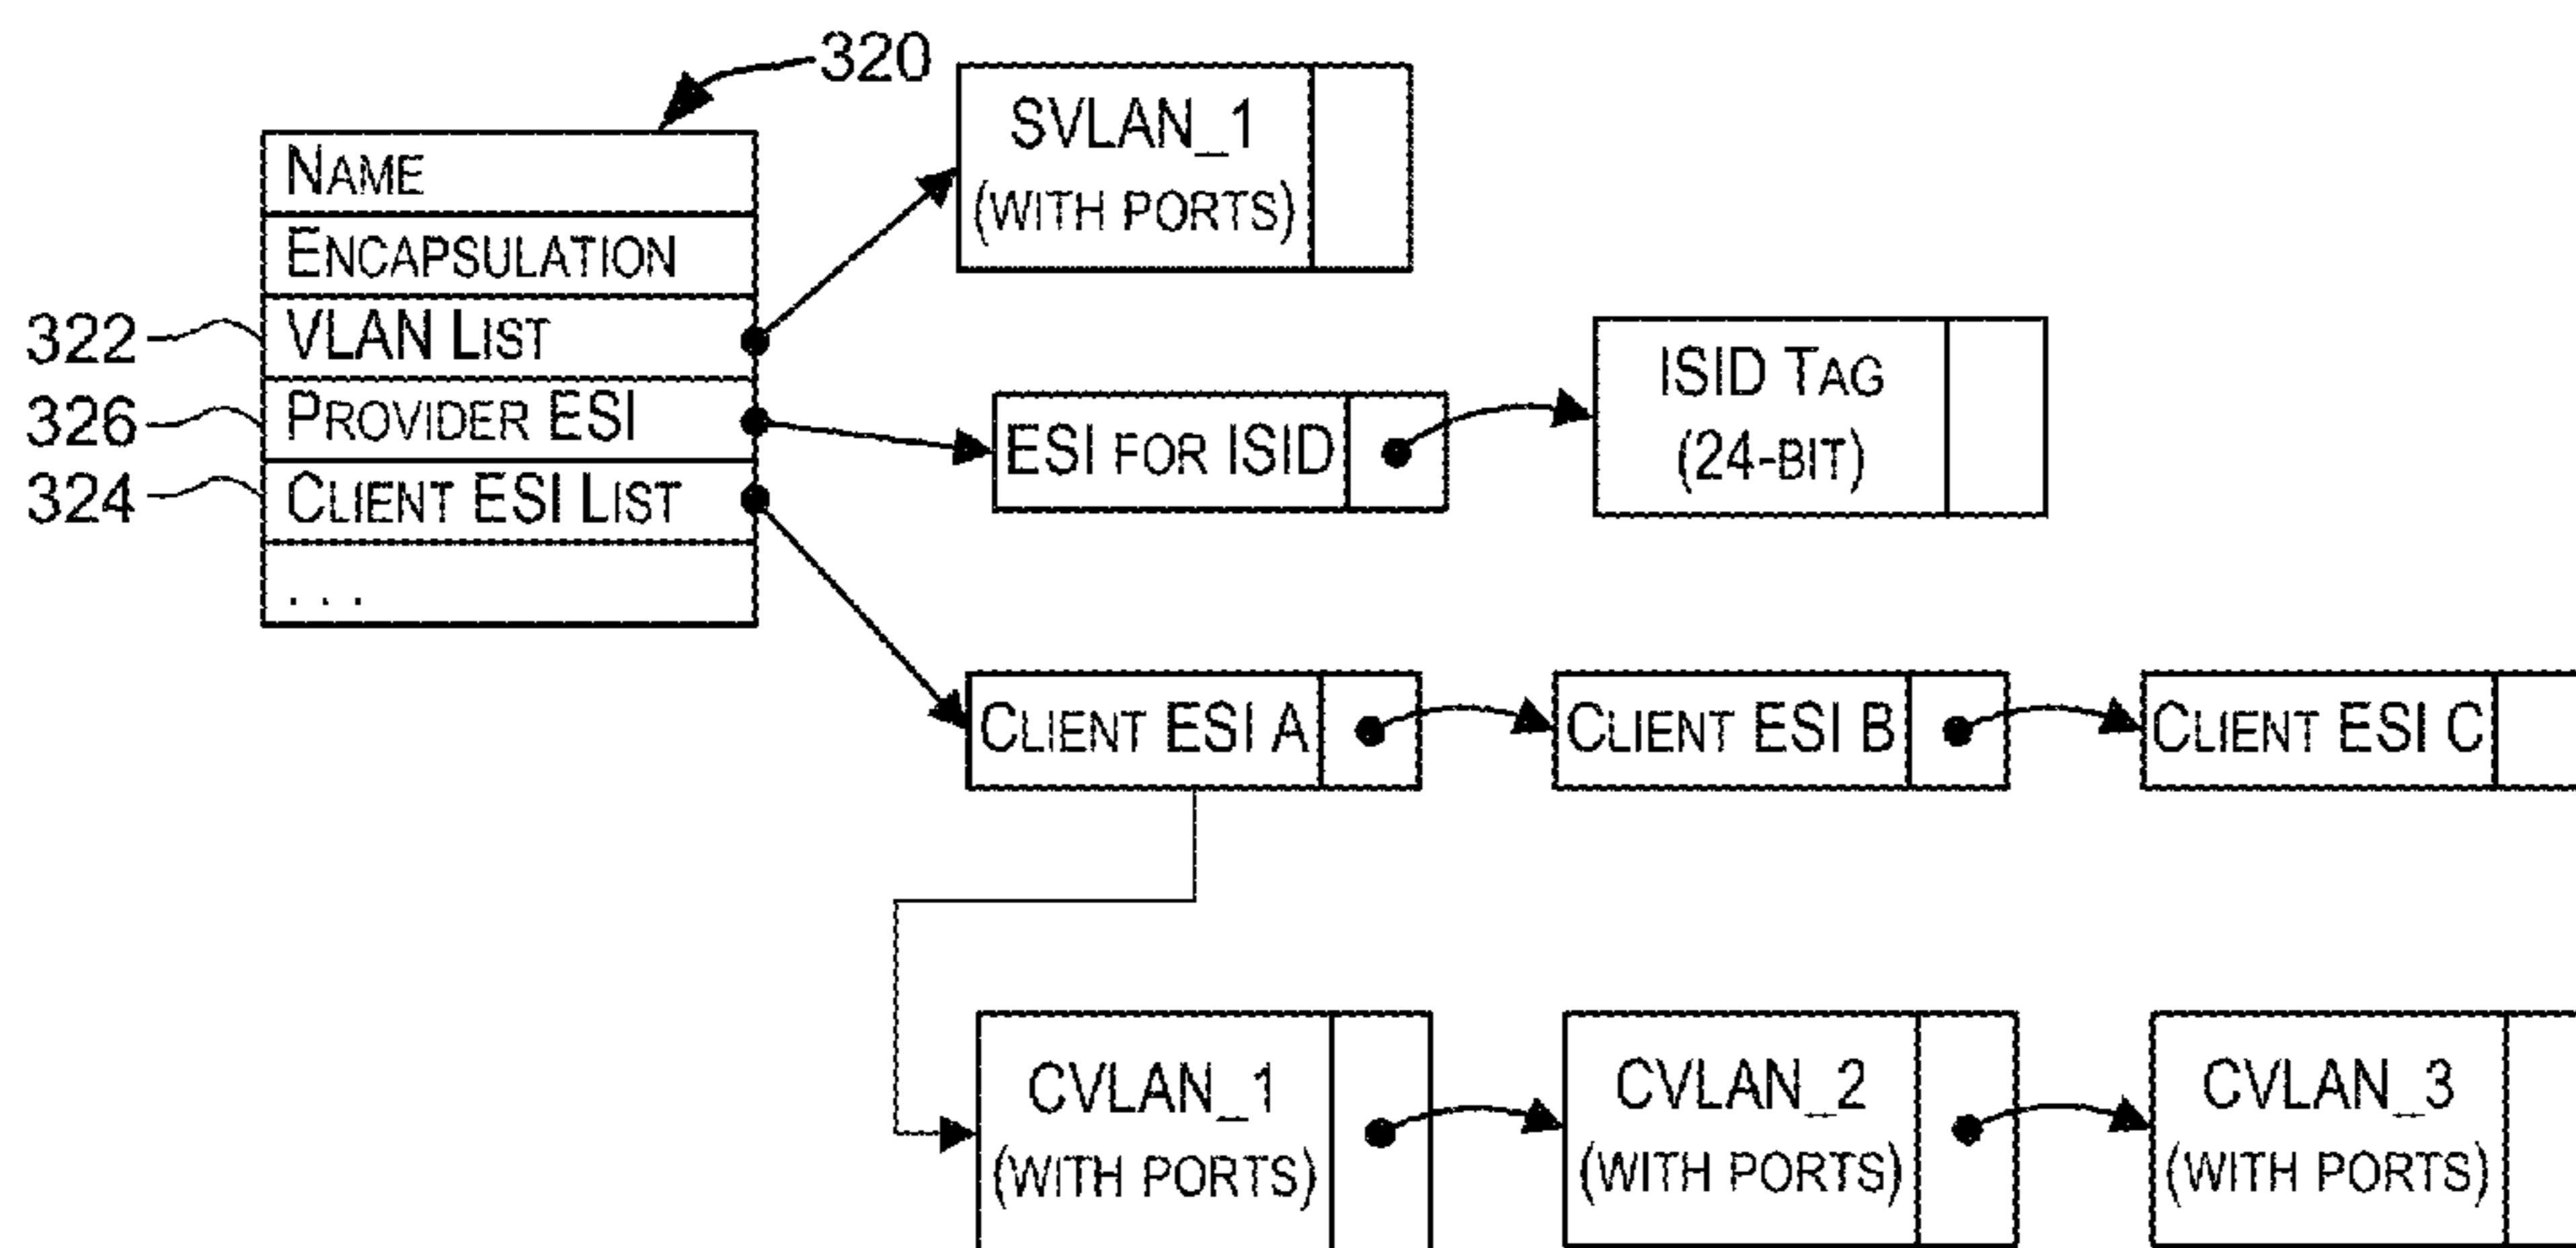 320
NAME
ENCAPSULATION
322 VLAN LIST
326 PROVIDER ESI
324 CLIENT ESI LIST
. . .
SVLAN_1
(WITH PORTS)
ESI FOR ISID
ISID TAG
(24-BIT)
CLIENT ESI A
CLIENT ESI B
CLIENT ESI C
CVLAN_1
(WITH PORTS)
CVLAN_2
(WITH PORTS)
CVLAN_3
(WITH PORTS)